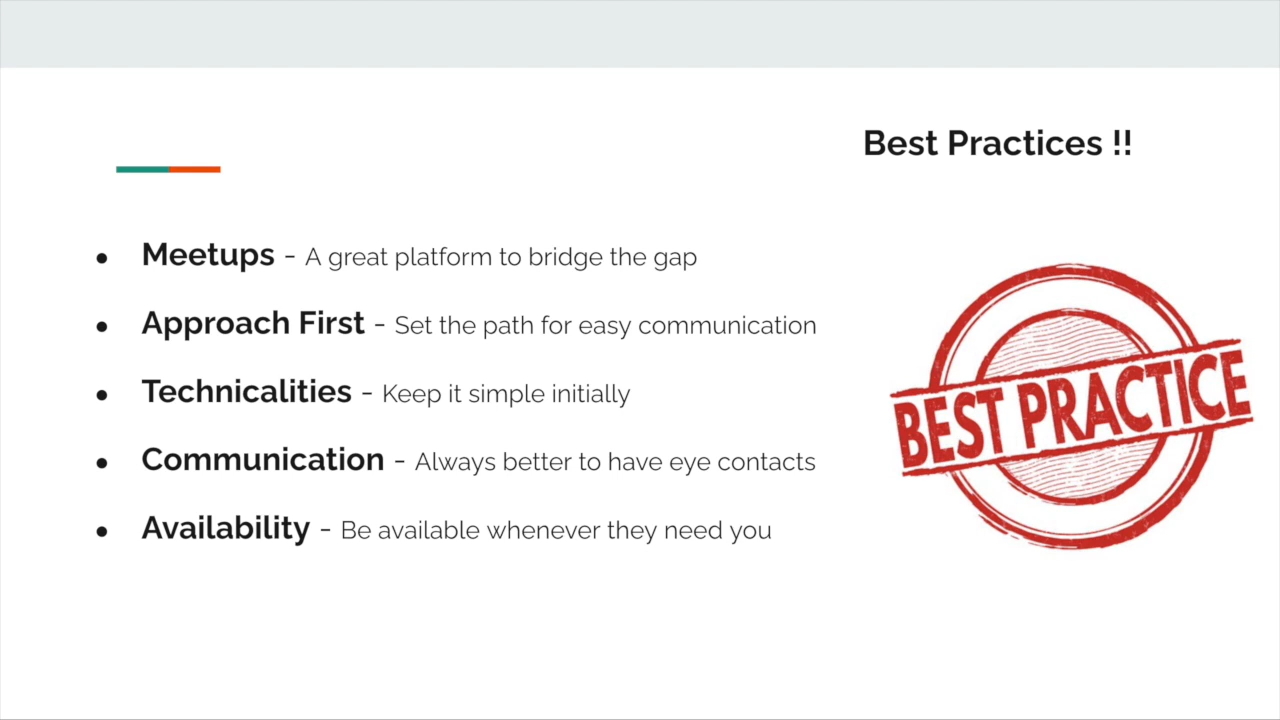 Best Practices !!
● Meetups - A great platform to bridge the gap
● Approach First - Set the path for easy communication
● Technicalities - Keep it simple initially
● Communication - Always better to have eye contacts
● Availability - Be available whenever they need you
BEST PRACTICE